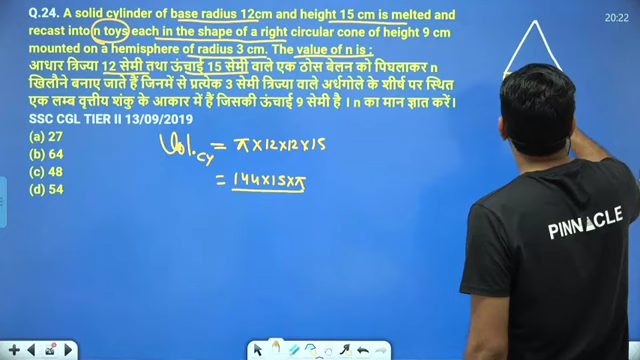 20:22
Q.24. A solid cylinder of base radius 12cm and height 15 cm is melted and
recast into n toys each in the shape of a right circular cone of height 9 cm
mounted on a hemisphere of radius 3 cm. The value of n is :
आधार त्रिज्या 12 सेमी तथा ऊंचाई 15 सेमी वाले एक ठोस बेलन को पिघलाकर n
खिलौने बनाए जाते हैं जिनमें से प्रत्येक 3 सेमी त्रिज्या वाले अर्धगोले के शीर्ष पर स्थित
एक लम्ब वृत्तीय शंकु के आकार में हैं जिसकी ऊंचाई 9 सेमी है । n का मान ज्ञात करें।
SSC CGL TIER II 13/09/2019
(a) 27
(b) 64
(c) 48
(d) 54
Vol. cy = π × 12 × 12 × 15
= 144 × 15 × π
PINNACLE